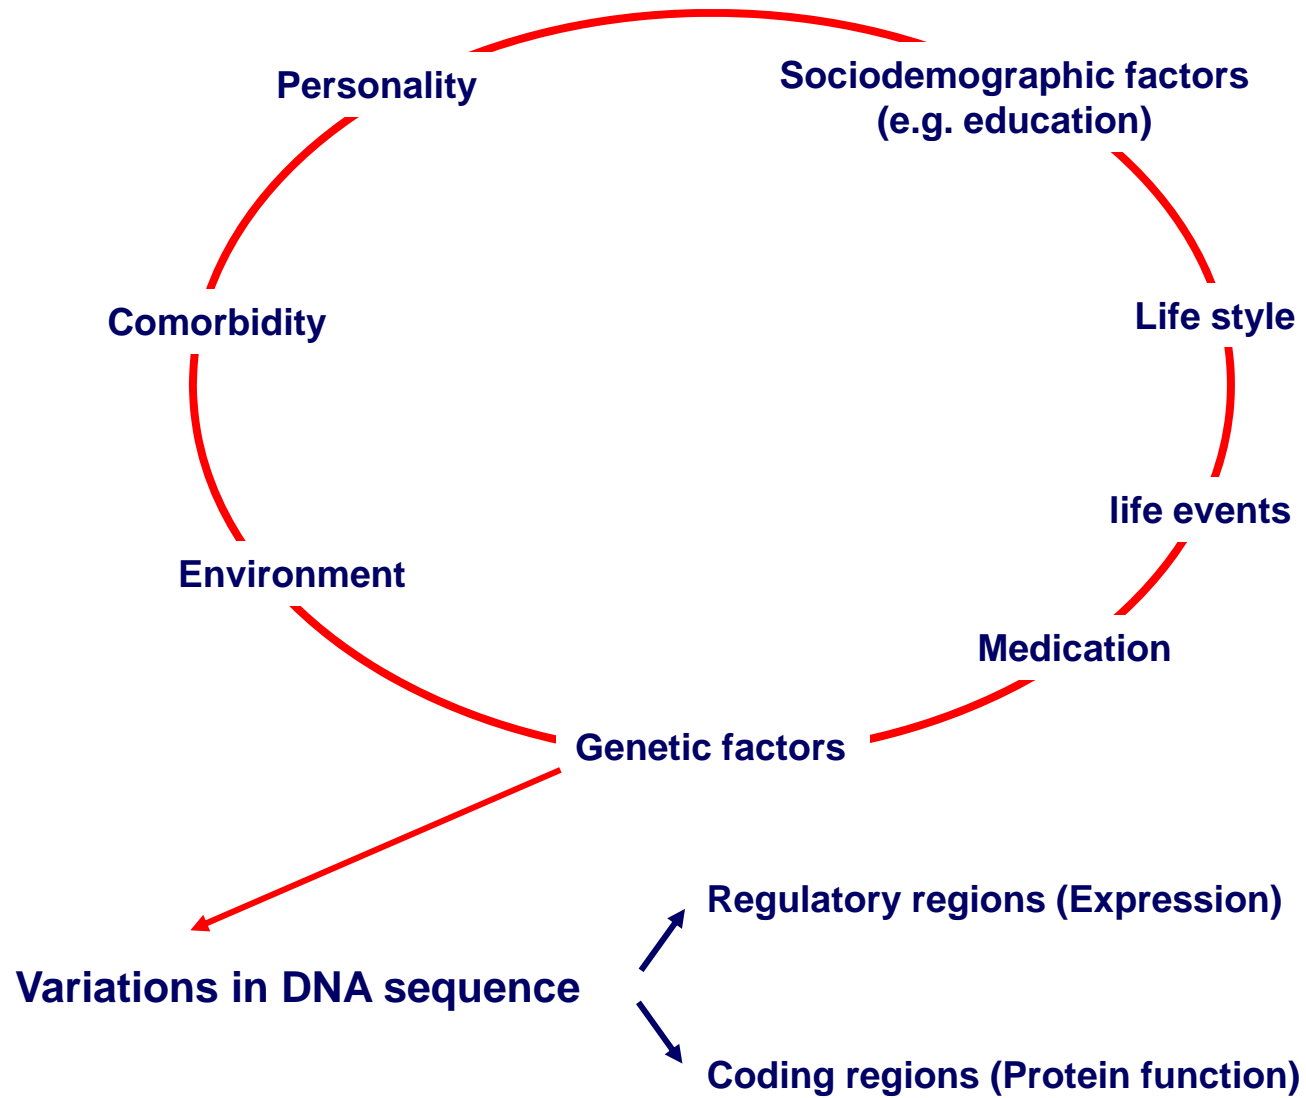 Personality
Sociodemographic factors
(e.g. education)
Comorbidity
Life style
life events
Environment
Medication
Genetic factors
Regulatory regions (Expression)
Variations in DNA sequence
Coding regions (Protein function)